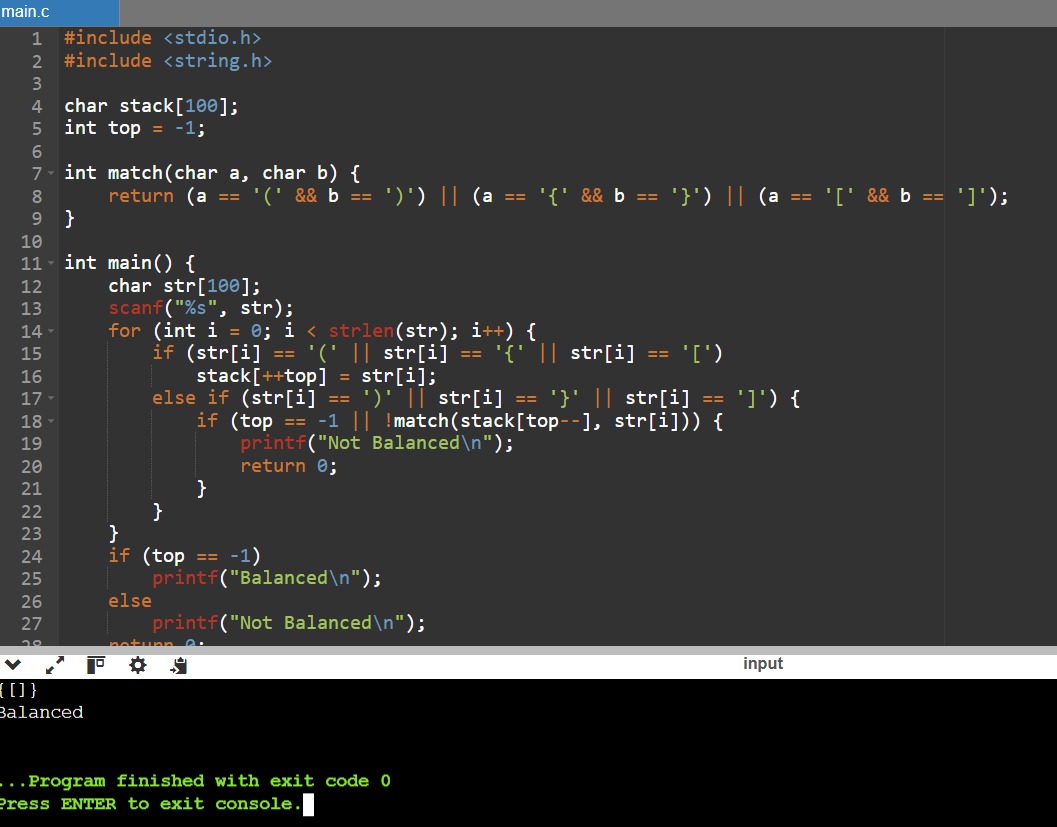 main.c
1 #include <stdio.h>
2 #include <string.h>
3
4 char stack[100];
5 int top = -1;
6
7 int match(char a, char b) {
8     return (a == '(' && b == ')') || (a == '{' && b == '}') || (a == '[' && b == ']');
9 }
10
11 int main() {
12     char str[100];
13     scanf("%s", str);
14     for (int i = 0; i < strlen(str); i++) {
15         if (str[i] == '(' || str[i] == '{' || str[i] == '[')
16             stack[++top] = str[i];
17         else if (str[i] == ')' || str[i] == '}' || str[i] == ']') {
18             if (top == -1 || !match(stack[top--], str[i])) {
19                 printf("Not Balanced\n");
20                 return 0;
21             }
22         }
23     }
24     if (top == -1)
25         printf("Balanced\n");
26     else
27         printf("Not Balanced\n");
28     return 0;
input
{[]}
Balanced
...Program finished with exit code 0
Press ENTER to exit console.